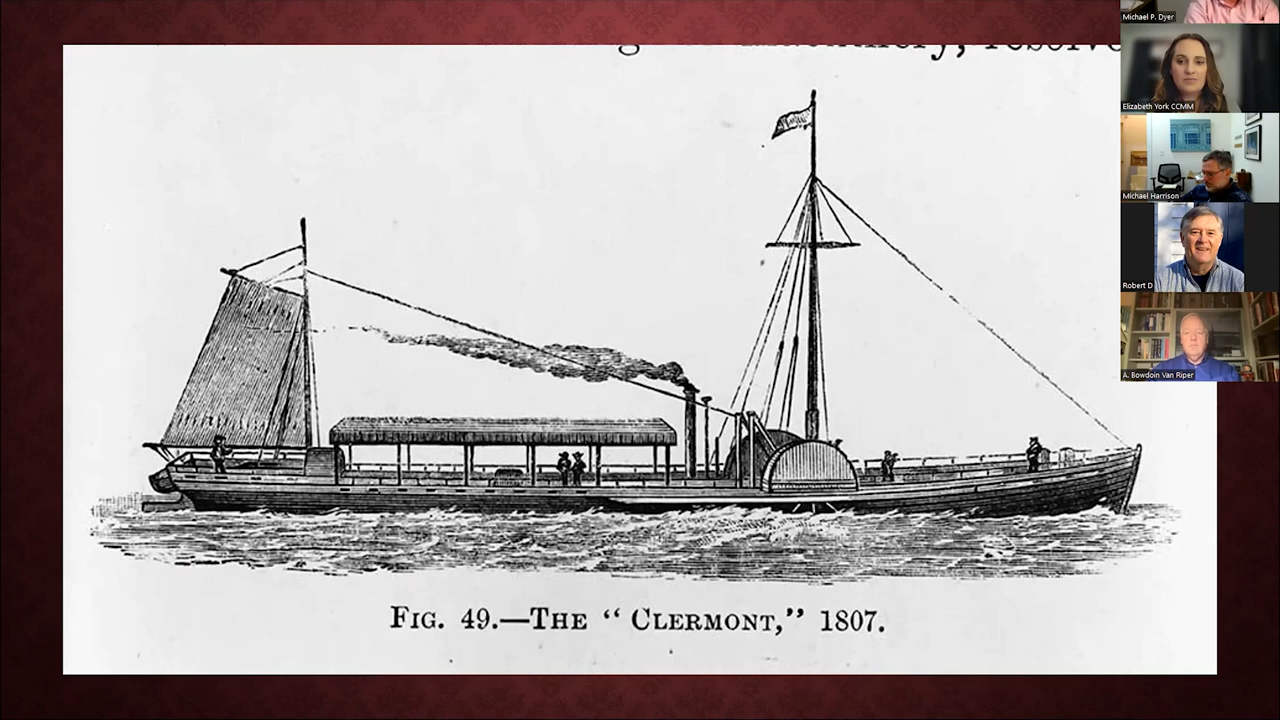 Michael P. Dyer
Elizabeth York CCMM
Michael Harrison
Robert D
A. Bowdoin Van Riper
Fig. 49.—The “Clermont,” 1807.